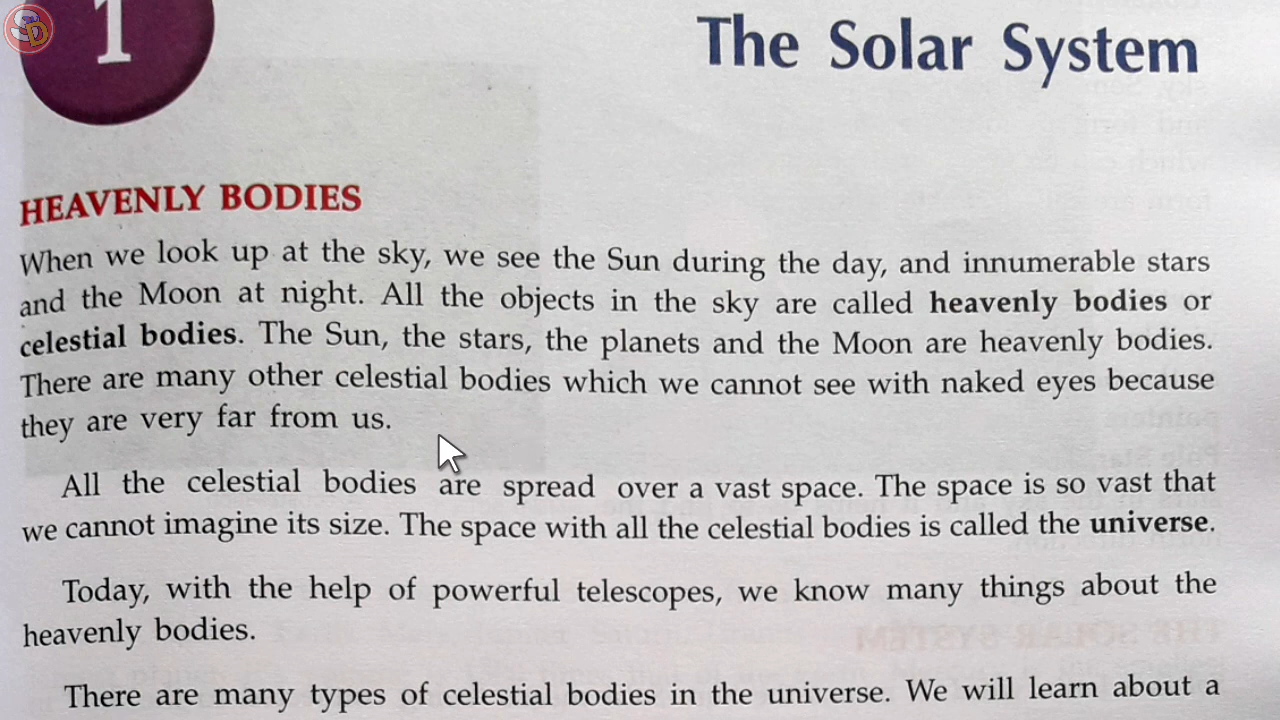 SD
1
The Solar System
HEAVENLY BODIES
When we look up at the sky, we see the Sun during the day, and innumerable stars
and the Moon at night. All the objects in the sky are called heavenly bodies or
celestial bodies. The Sun, the stars, the planets and the Moon are heavenly bodies.
There are many other celestial bodies which we cannot see with naked eyes because
they are very far from us.
All the celestial bodies are spread over a vast space. The space is so vast that
we cannot imagine its size. The space with all the celestial bodies is called the universe.
Today, with the help of powerful telescopes, we know many things about the
heavenly bodies.
There are many types of celestial bodies in the universe. We will learn about a
THE SOLAR SYSTEM